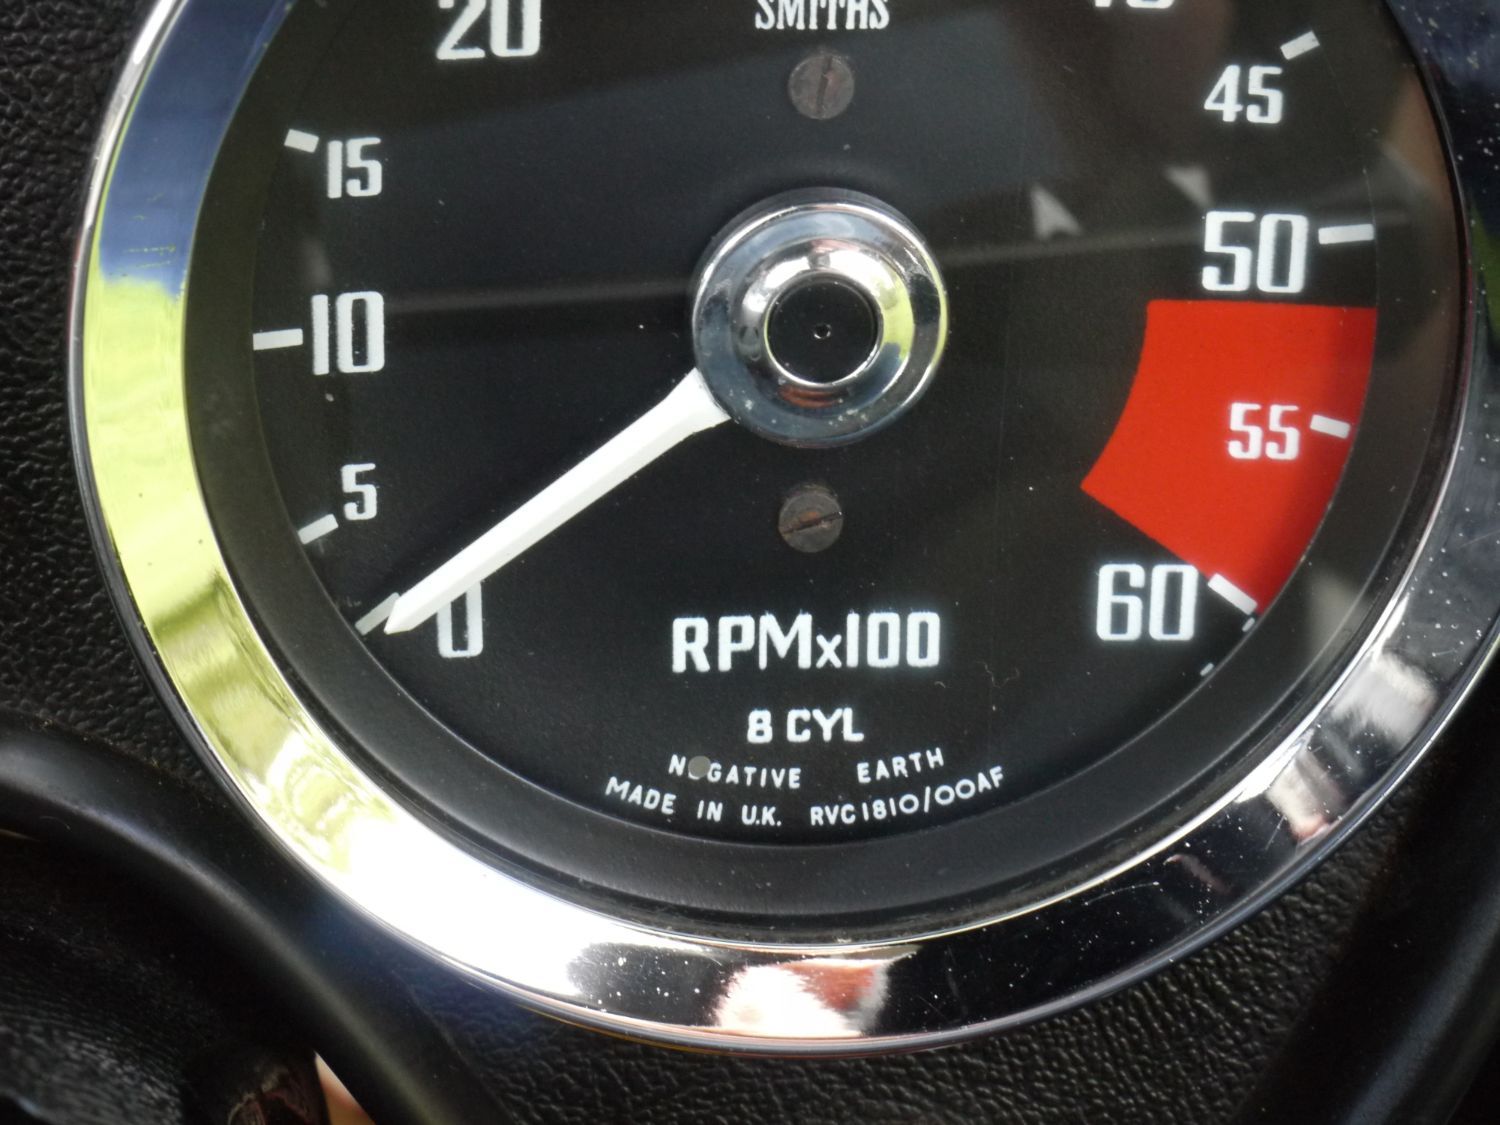 20
SMITHS
45
15
50
10
55
5
60
0
RPMx100
8 CYL
NEGATIVE EARTH
MADE IN U.K. RVC1810/00AF